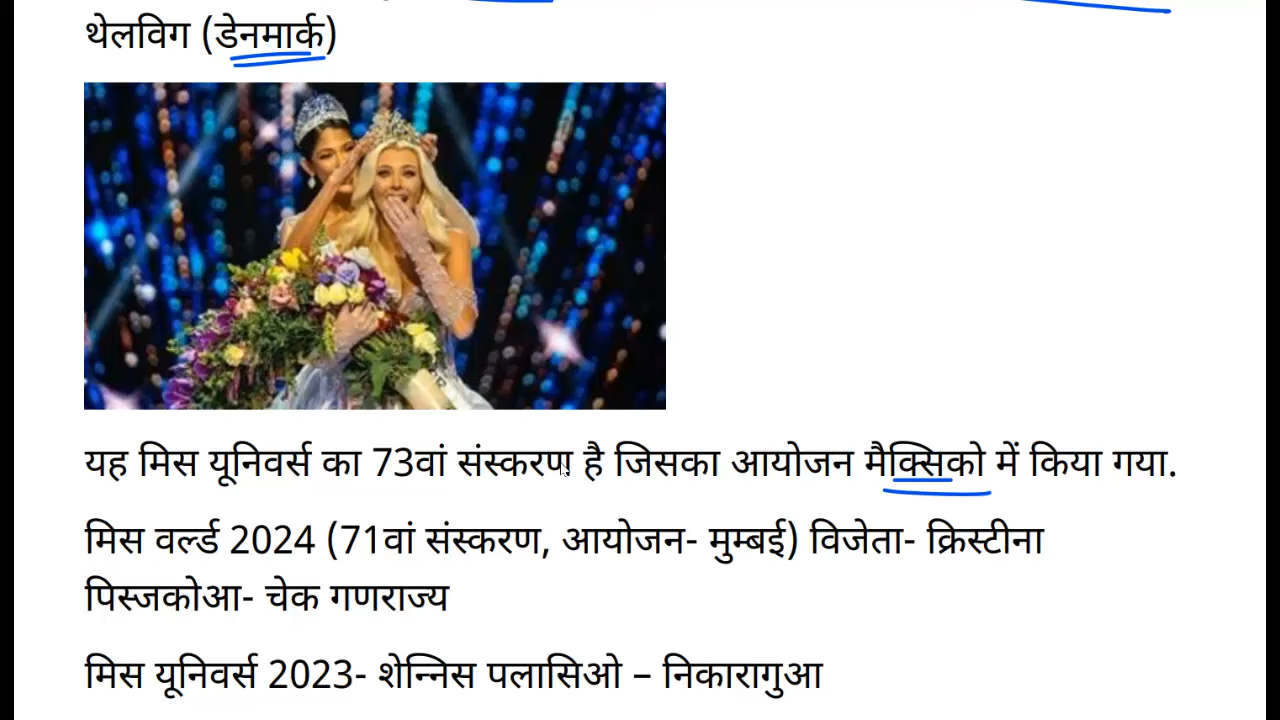 थेलविग (डेनमार्क)
यह मिस यूनिवर्स का 73वां संस्करण है जिसका आयोजन मैक्सिको में किया गया.
मिस वर्ल्ड 2024 (71वां संस्करण, आयोजन- मुम्बई) विजेता- क्रिस्टीना
पिस्जकोआ- चेक गणराज्य
मिस यूनिवर्स 2023- शेन्निस पलासिओ – निकारागुआ